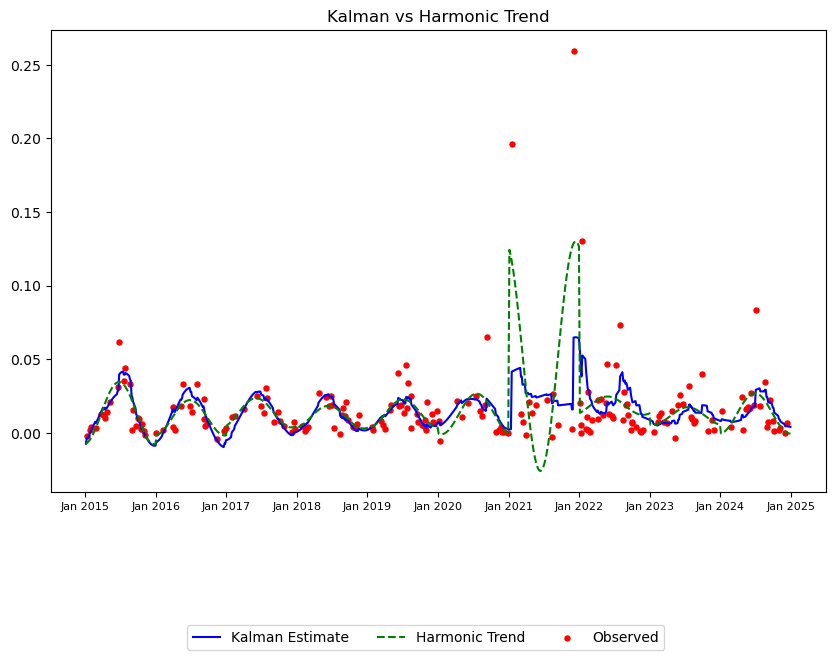 Kalman vs Harmonic Trend
0.25
0.20
0.15
0.10
0.05
0.00
Jan 2015 Jan 2016 Jan 2017 Jan 2018 Jan 2019 Jan 2020 Jan 2021 Jan 2022 Jan 2023 Jan 2024 Jan 2025
Kalman Estimate Harmonic Trend Observed